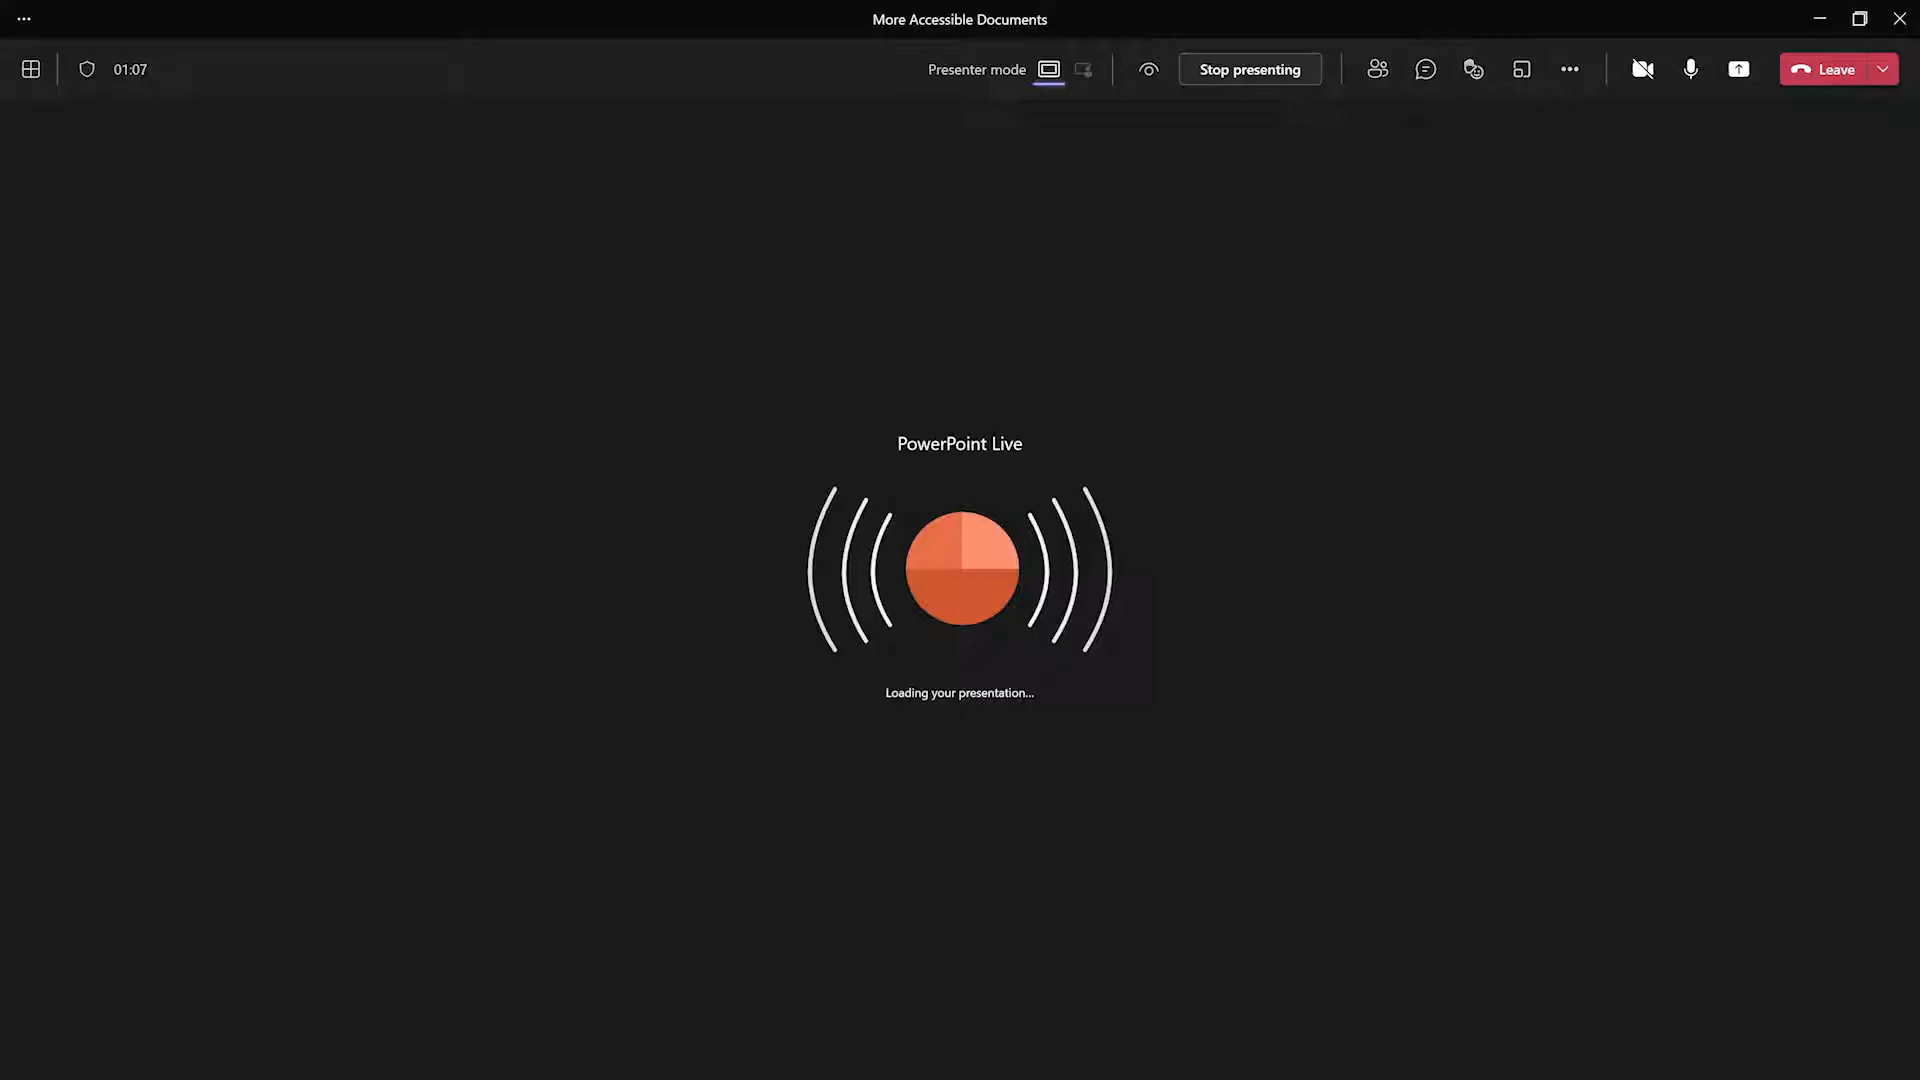 More Accessible Documents
01:07
Presenter mode
Stop presenting
Leave
PowerPoint Live
Loading your presentation...